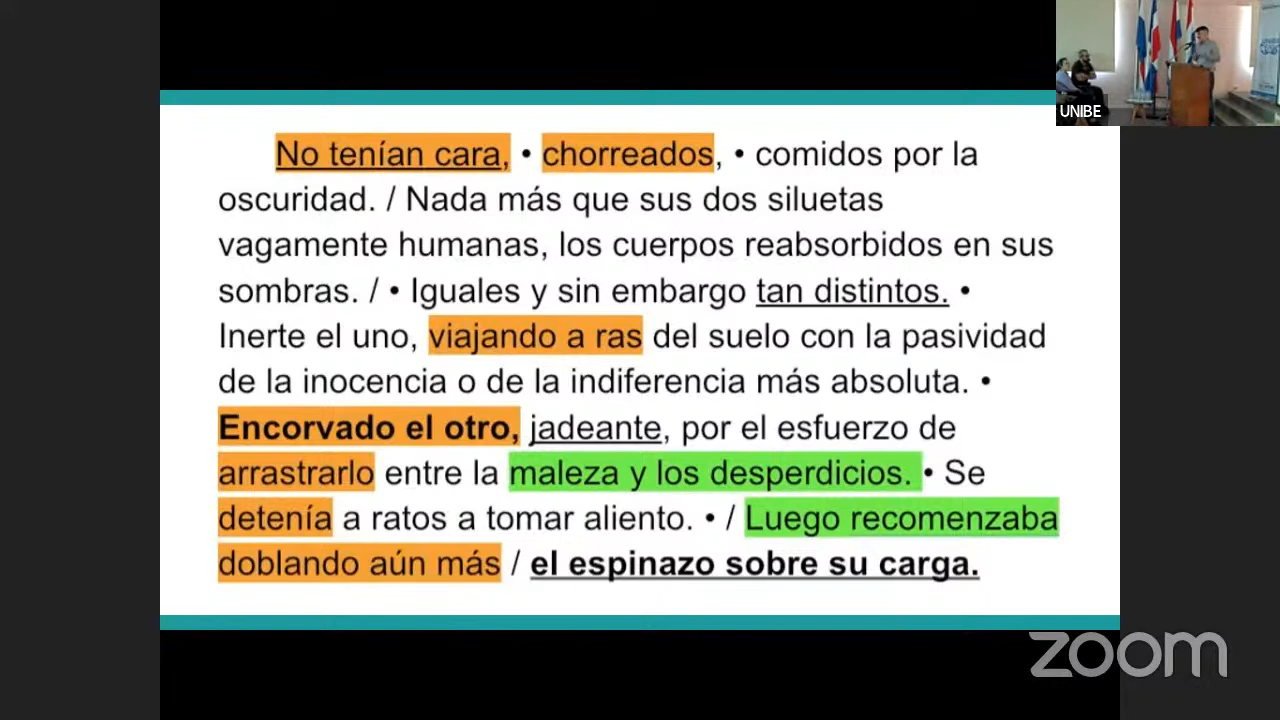 No tenían cara, • chorreados, • comidos por la
oscuridad. / Nada más que sus dos siluetas
vagamente humanas, los cuerpos reabsorbidos en sus
sombras. / • Iguales y sin embargo tan distintos. •
Inerte el uno, viajando a ras del suelo con la pasividad
de la inocencia o de la indiferencia más absoluta. •
Encorvado el otro, jadeante, por el esfuerzo de
arrastrarlo entre la maleza y los desperdicios. • Se
detenía a ratos a tomar aliento. • / Luego recomenzaba
doblando aún más / el espinazo sobre su carga.
UNIBE
zoom